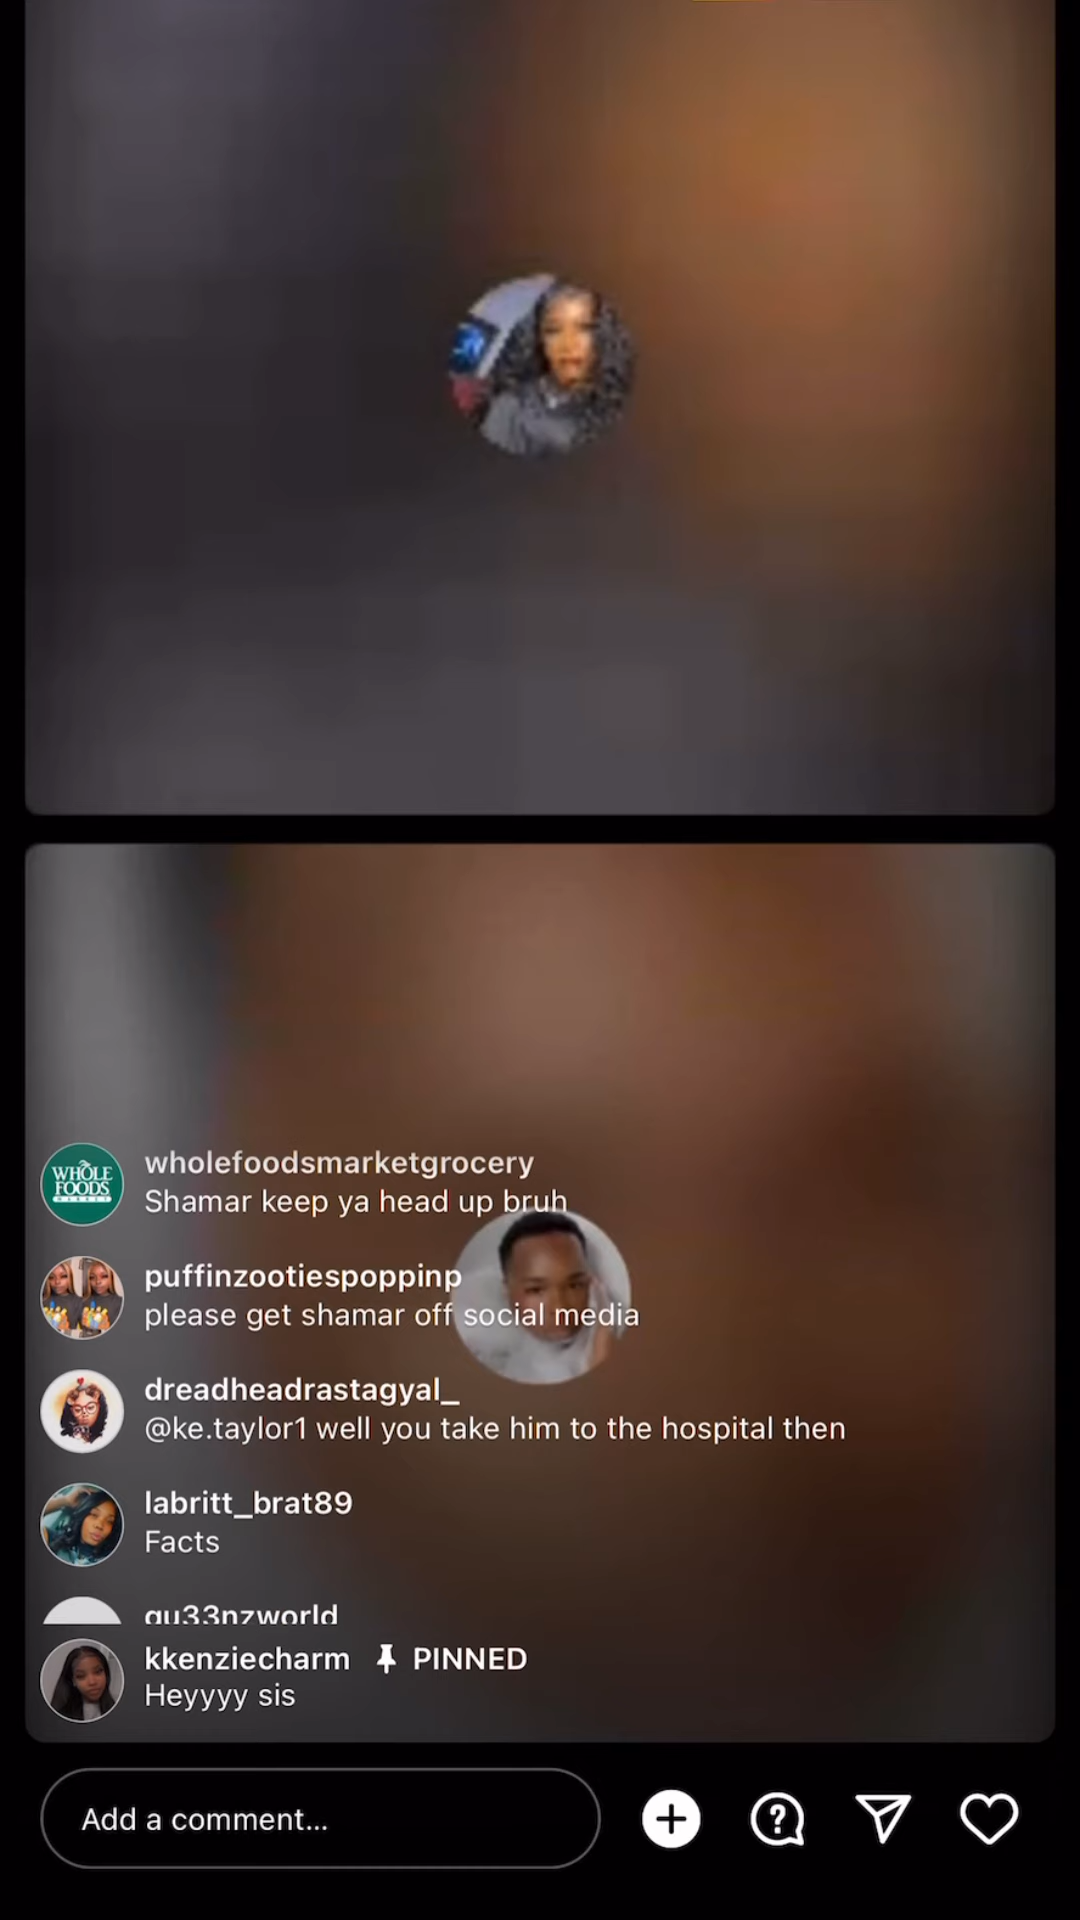 WHOLE
FOODS
MARKET
wholefoodsmarketgrocery
Shamar keep ya head up bruh
puffinzootiespoppinp
please get shamar off social media
dreadheadrastagyal_
@ke.taylor1 well you take him to the hospital then
labritt_brat89
Facts
qu33nzworld
kkenziecharm PINNED
Heyyyy sis
Add a comment...